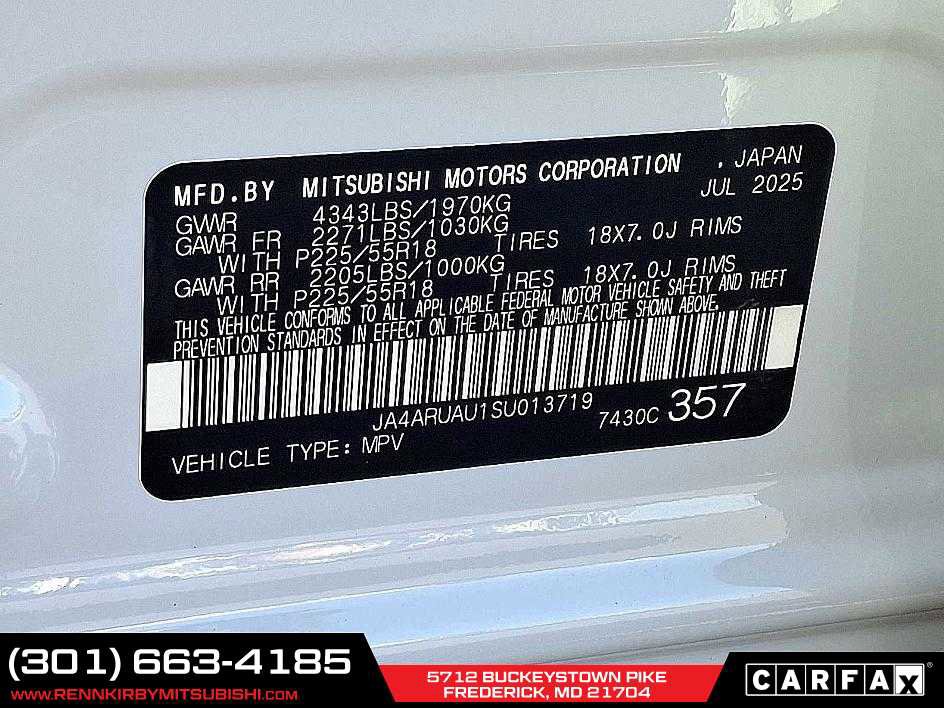 MFD.BY MITSUBISHI MOTORS CORPORATION , JAPAN
JUL 2025
GVWR 4343LBS/1970KG
GAWR FR 2271LBS/1030KG
WITH P225/55R18 TIRES 18X7.0J RIMS
GAWR RR 2205LBS/1000KG
WITH P225/55R18 TIRES 18X7.0J RIMS
THIS VEHICLE CONFORMS TO ALL APPLICABLE FEDERAL MOTOR VEHICLE SAFETY AND THEFT
PREVENTION STANDARDS IN EFFECT ON THE DATE OF MANUFACTURE SHOWN ABOVE.
JA4ARUAU1SU013719 7430C 357
VEHICLE TYPE: MPV
(301) 663-4185
WWW.RENNKIRBYMITSUBISHI.COM
5712 BUCKEYSTOWN PIKE
FREDERICK, MD 21704
CARFAX